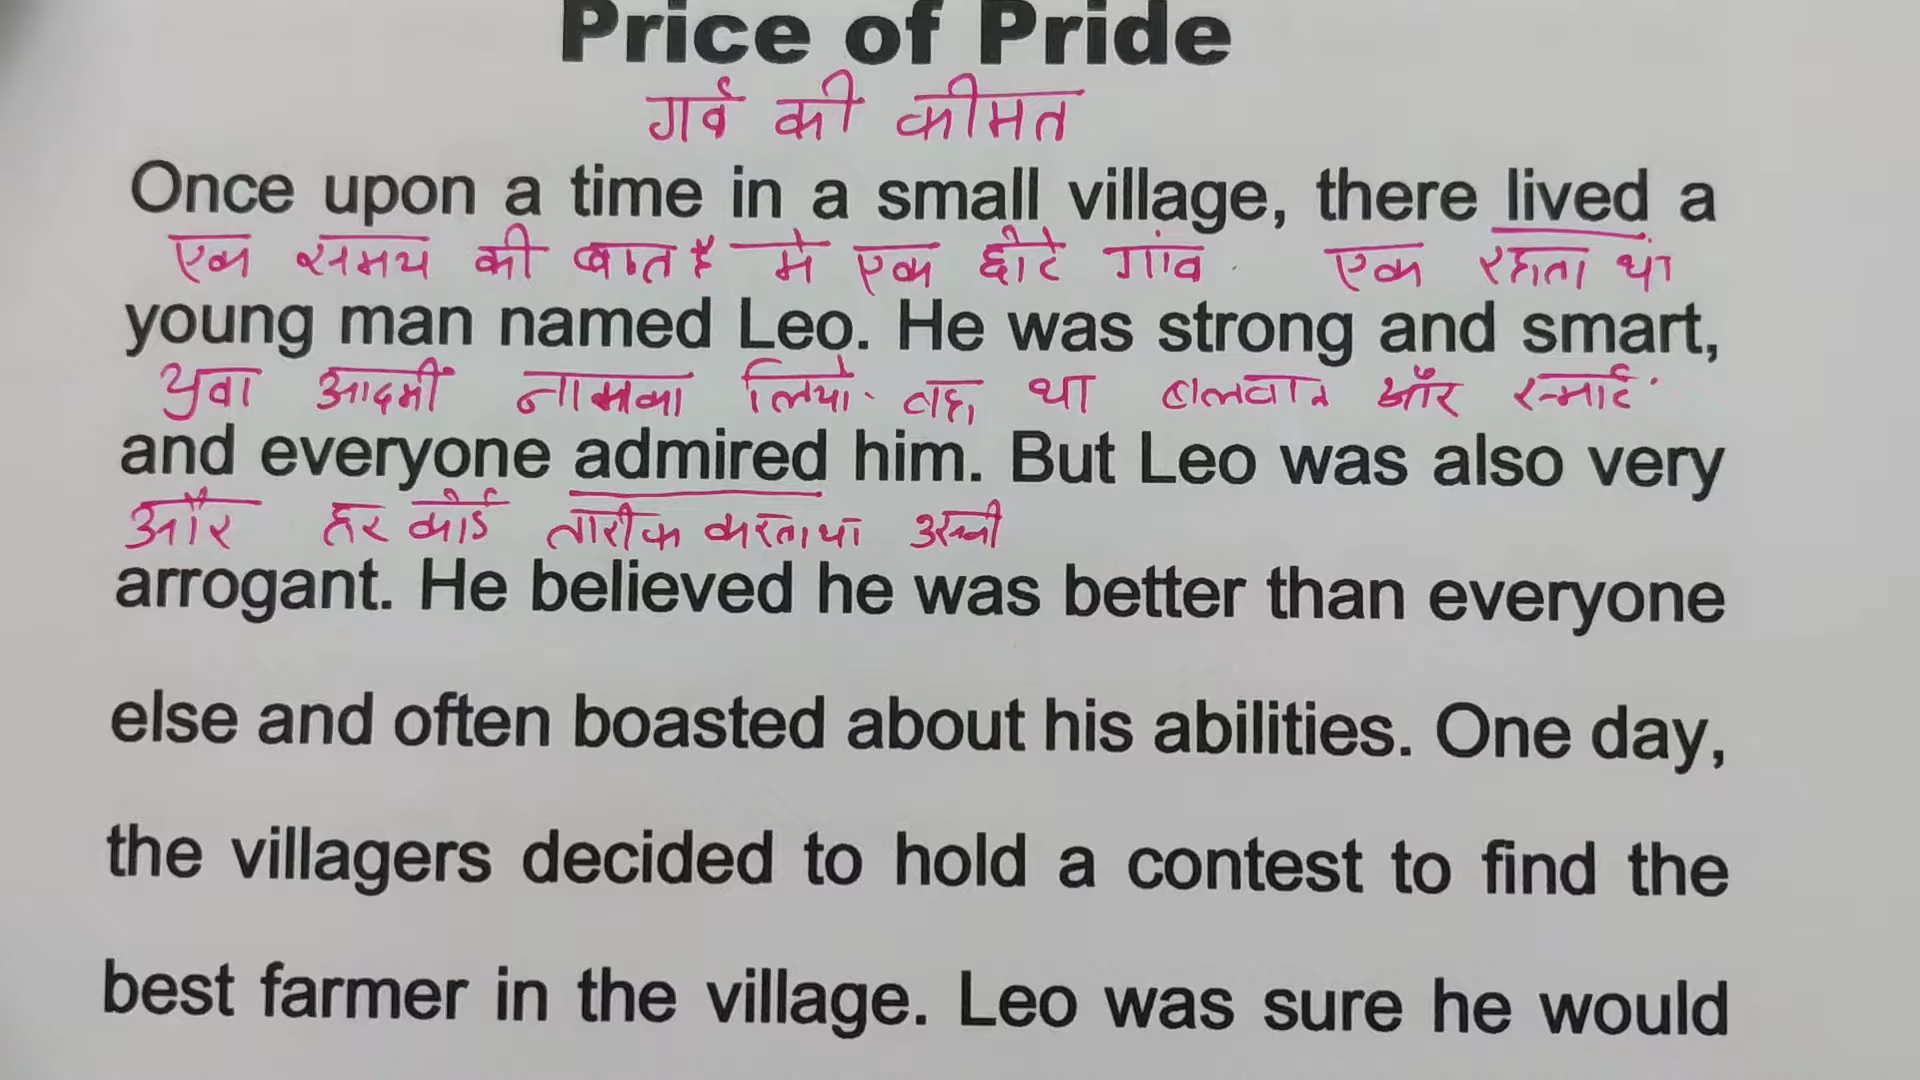 Price of Pride
गर्व की कीमत
Once upon a time in a small village, there lived a
एक समय की बात है में एक छोटे गांव एक रहता था
young man named Leo. He was strong and smart,
युवा आदमी नामका लियो. वह था बलवान और स्मार्ट
and everyone admired him. But Leo was also very
और हर कोई तारीफ करता था उसकी
arrogant. He believed he was better than everyone
else and often boasted about his abilities. One day,
the villagers decided to hold a contest to find the
best farmer in the village. Leo was sure he would